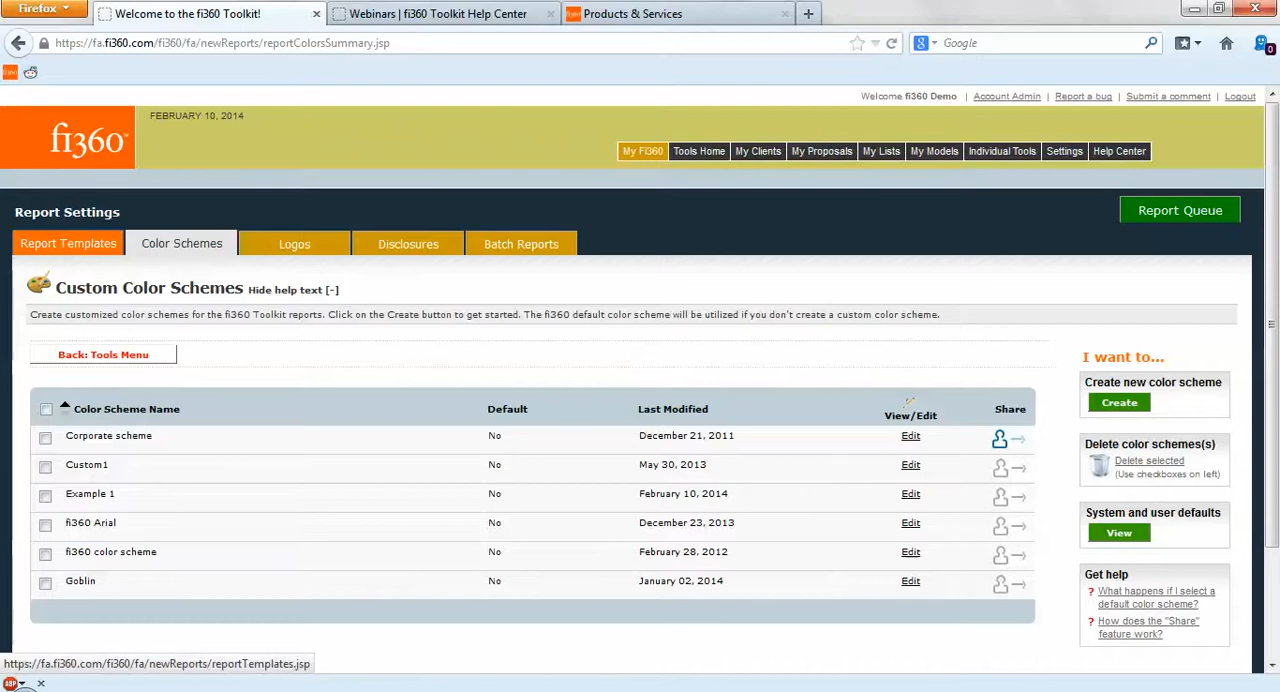 Firefox
Welcome to the fi360 Toolkit!
Webinars | fi360 Toolkit Help Center
Products & Services
https://fa.fi360.com/fi360/fa/newReports/reportColorsSummary.jsp
Google
0
Welcome fi360 Demo | Account Admin | Report a bug | Submit a comment | Logout
fi360
FEBRUARY 10, 2014
My Fi360 Tools Home My Clients My Proposals My Lists My Models Individual Tools Settings Help Center
Report Settings
Report Queue
Report Templates Color Schemes Logos Disclosures Batch Reports
Custom Color Schemes Hide help text [-]
Create customized color schemes for the fi360 Toolkit reports. Click on the Create button to get started. The fi360 default color scheme will be utilized if you don't create a custom color scheme.
Back: Tools Menu
Color Scheme Name Default Last Modified View/Edit Share
Corporate scheme No December 21, 2011 Edit
Custom1 No May 30, 2013 Edit
Example 1 No February 10, 2014 Edit
fi360 Arial No December 23, 2013 Edit
fi360 color scheme No February 28, 2012 Edit
Goblin No January 02, 2014 Edit
I want to...
Create new color scheme
Create
Delete color schemes(s)
Delete selected
(Use checkboxes on left)
System and user defaults
View
Get help
? What happens if I select a
default color scheme?
? How does the "Share"
feature work?
https://fa.fi360.com/fi360/fa/newReports/reportTemplates.jsp
ABP